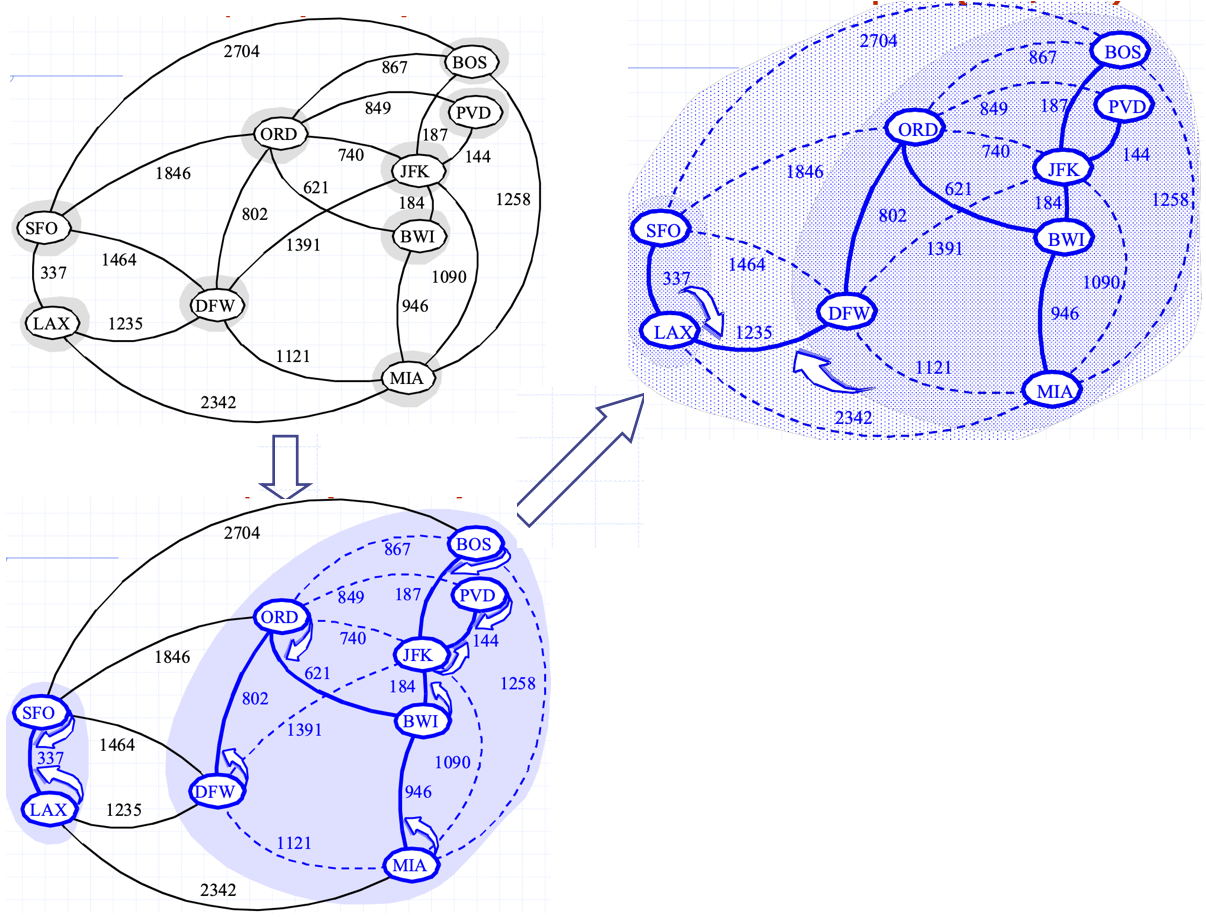 2704
867
BOS
849
PVD
ORD
187
740
144
1846
JFK
621
184
1258
802
SFO
BWI
1391
1464
1090
337
DFW
946
LAX
1235
1121
MIA
2342
2704
BOS
867
849
187
PVD
ORD
740
144
1846
JFK
621
184
1258
802
SFO
BWI
1391
1464
1090
337
DFW
946
LAX
1235
1121
MIA
2342
2704
BOS
867
849
187
PVD
ORD
740
144
1846
JFK
621
184
1258
802
SFO
BWI
1391
1464
1090
337
DFW
946
LAX
1235
1121
MIA
2342